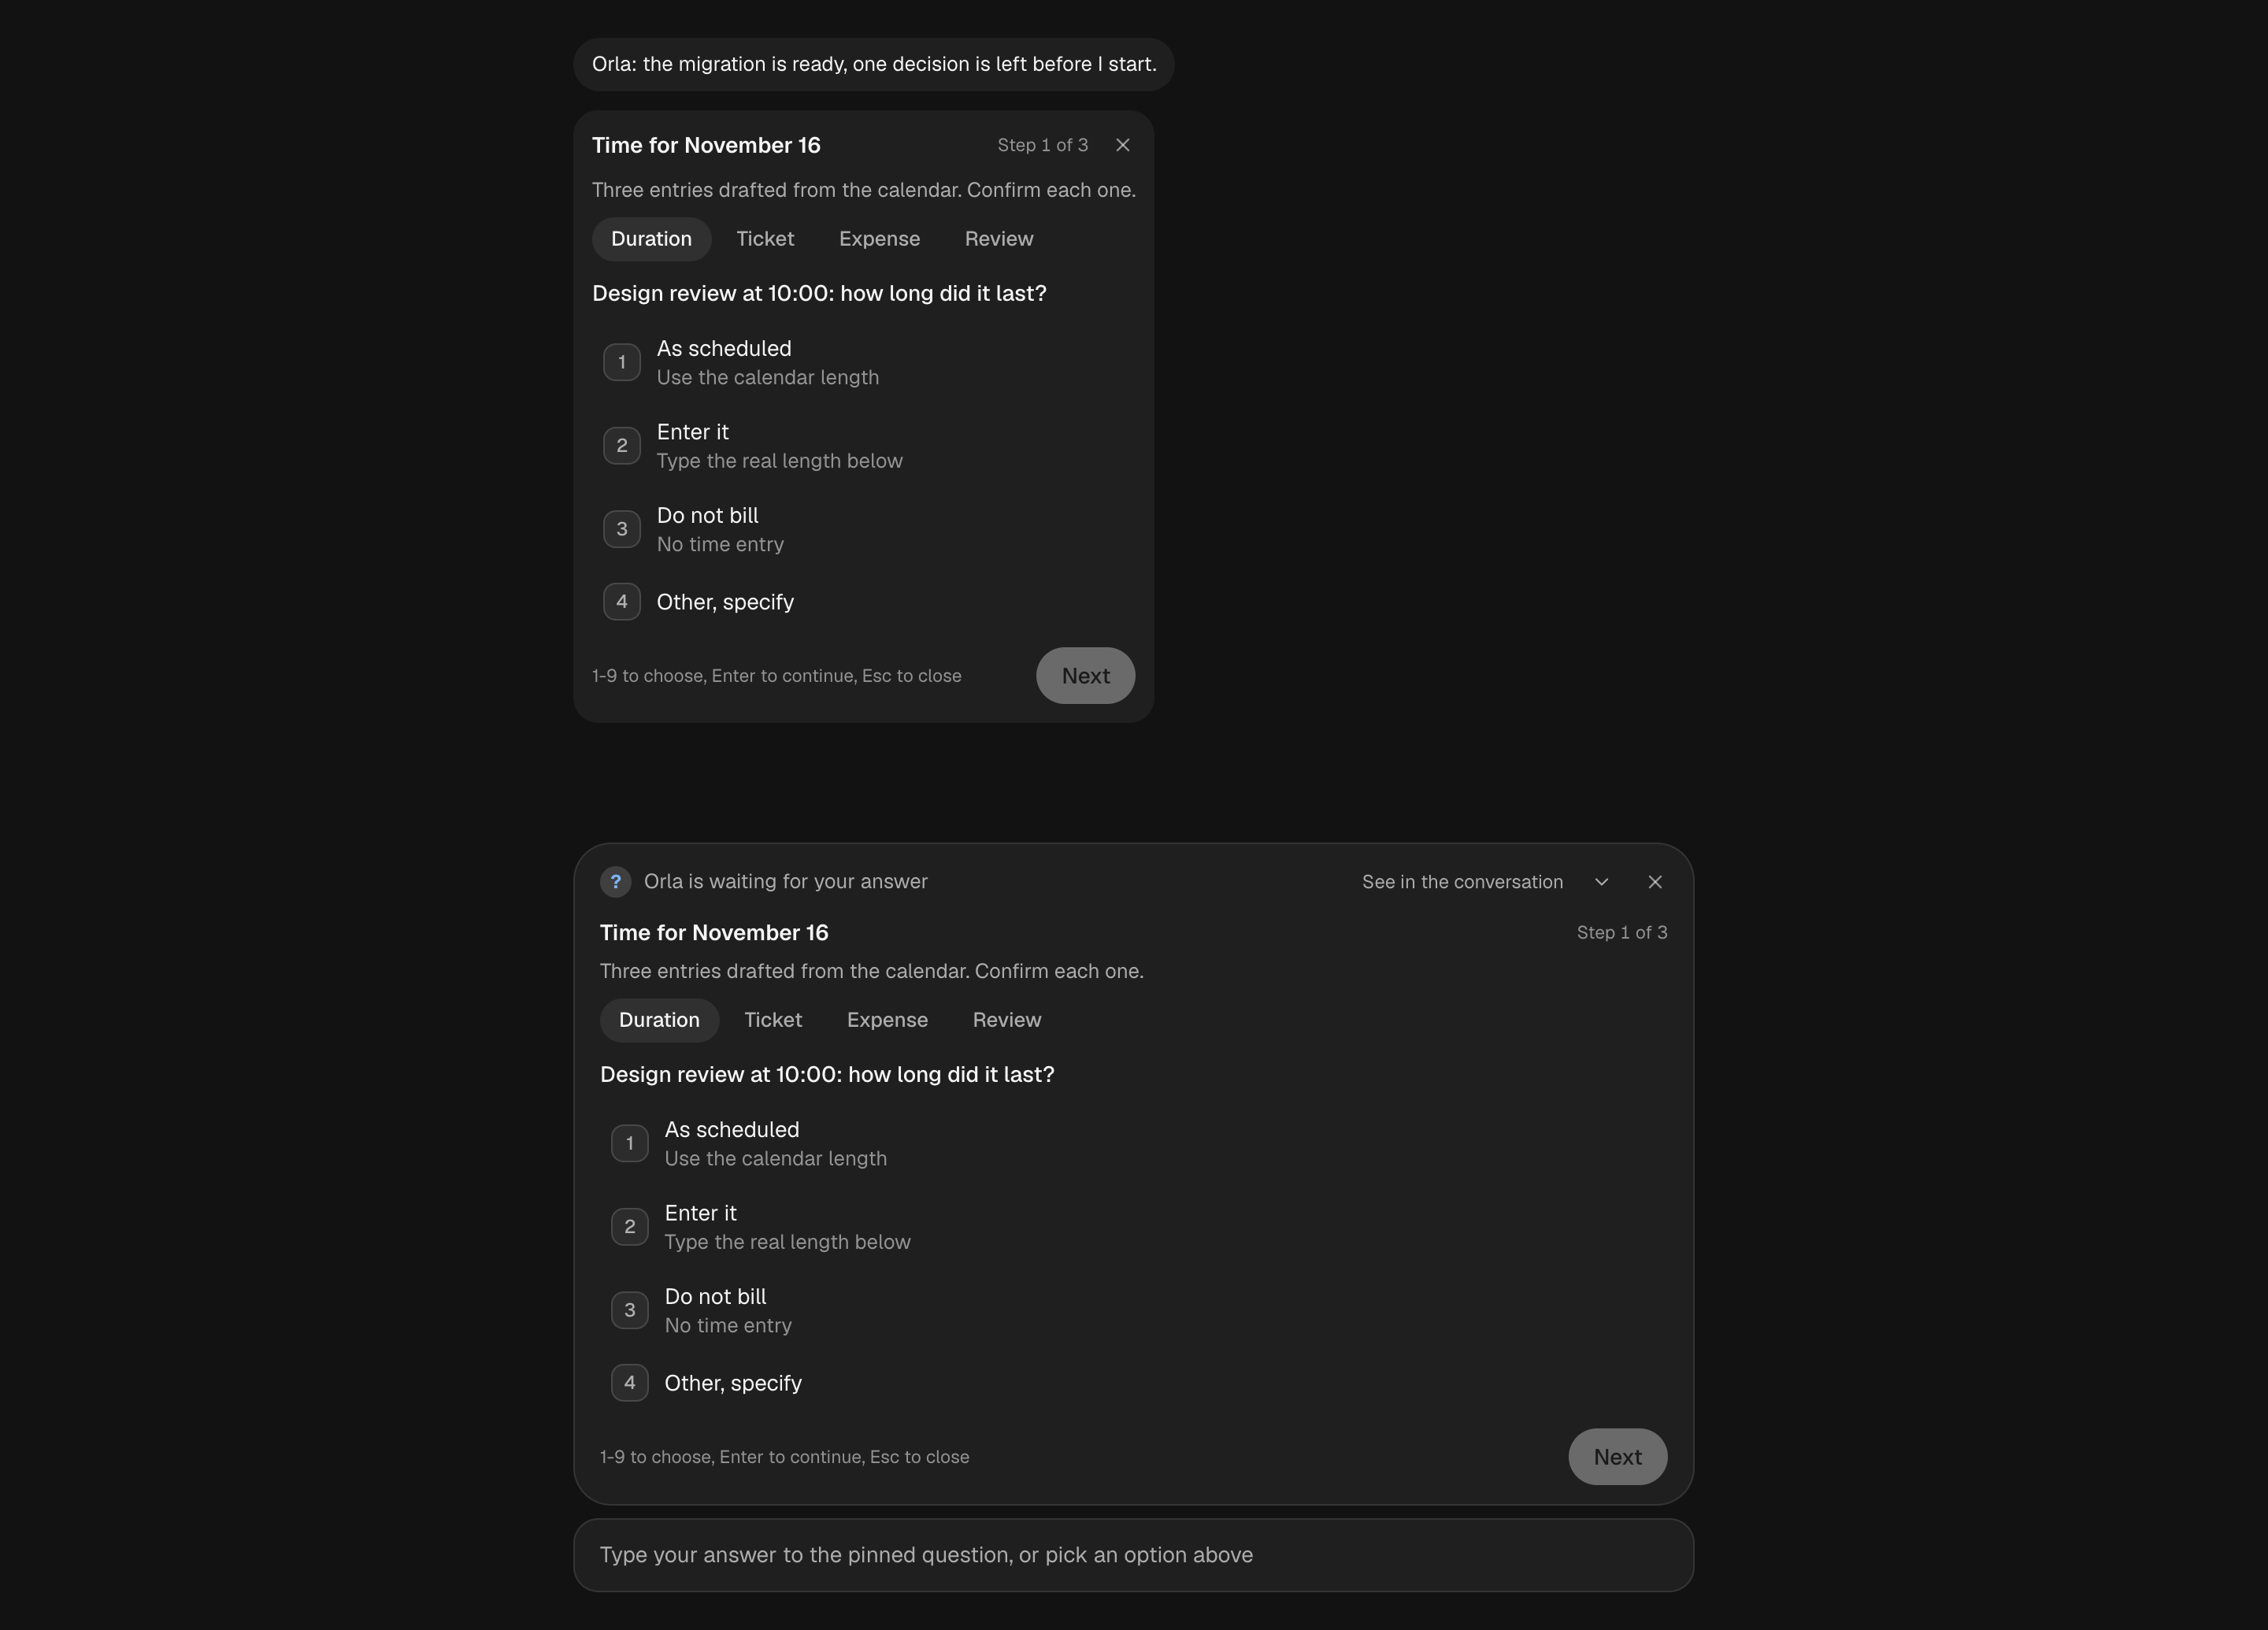 Orla: the migration is ready, one decision is left before I start.
Time for November 16
Step 1 of 3
Three entries drafted from the calendar. Confirm each one.
Duration Ticket Expense Review
Design review at 10:00: how long did it last?
1 As scheduled
Use the calendar length
2 Enter it
Type the real length below
3 Do not bill
No time entry
4 Other, specify
1-9 to choose, Enter to continue, Esc to close
Next
? Orla is waiting for your answer
See in the conversation
Time for November 16
Step 1 of 3
Three entries drafted from the calendar. Confirm each one.
Duration Ticket Expense Review
Design review at 10:00: how long did it last?
1 As scheduled
Use the calendar length
2 Enter it
Type the real length below
3 Do not bill
No time entry
4 Other, specify
1-9 to choose, Enter to continue, Esc to close
Next
Type your answer to the pinned question, or pick an option above